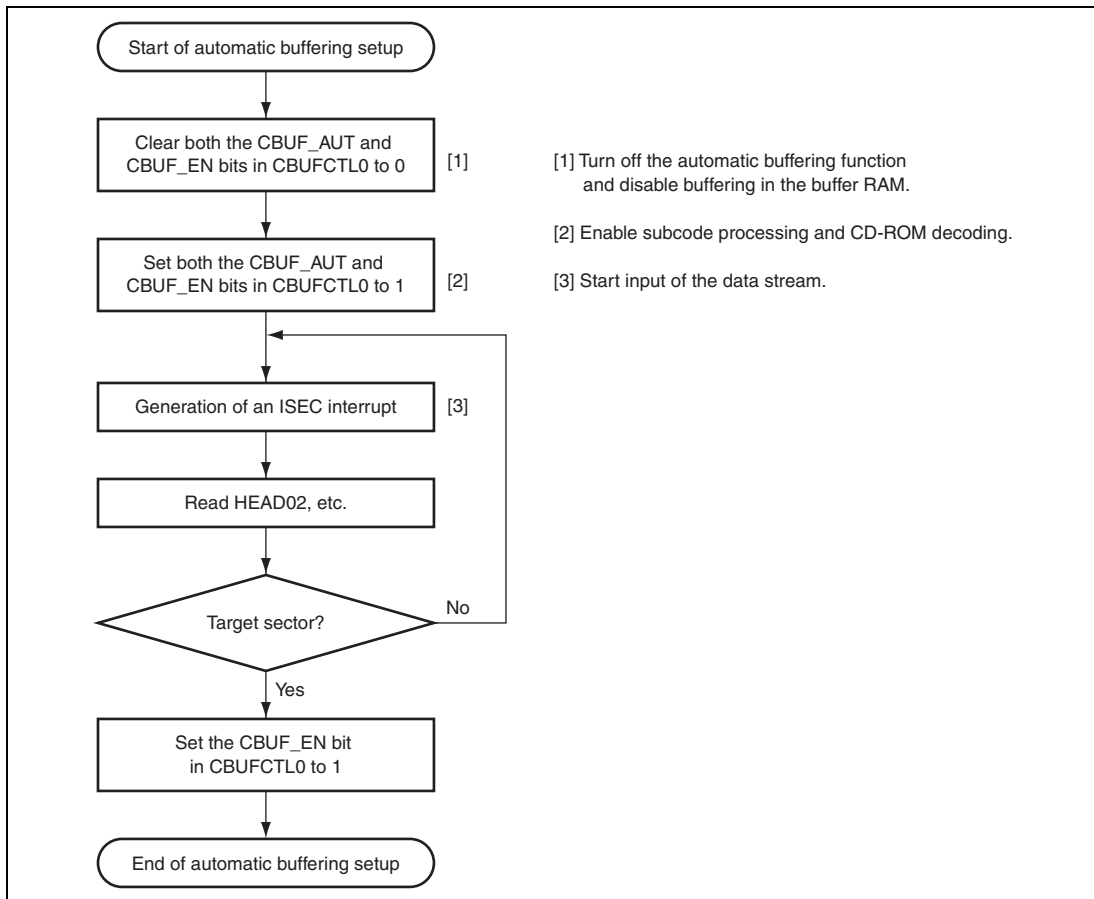 Start of automatic buffering setup
Clear both the CBUF_AUT and
CBUF_EN bits in CBUFCTL0 to 0
[1]
[1] Turn off the automatic buffering function
and disable buffering in the buffer RAM.
[2] Enable subcode processing and CD-ROM decoding.
Set both the CBUF_AUT and
CBUF_EN bits in CBUFCTL0 to 1
[2]
[3] Start input of the data stream.
Generation of an ISEC interrupt
[3]
Read HEAD02, etc.
Target sector?
No
Yes
Set the CBUF_EN bit
in CBUFCTL0 to 1
End of automatic buffering setup